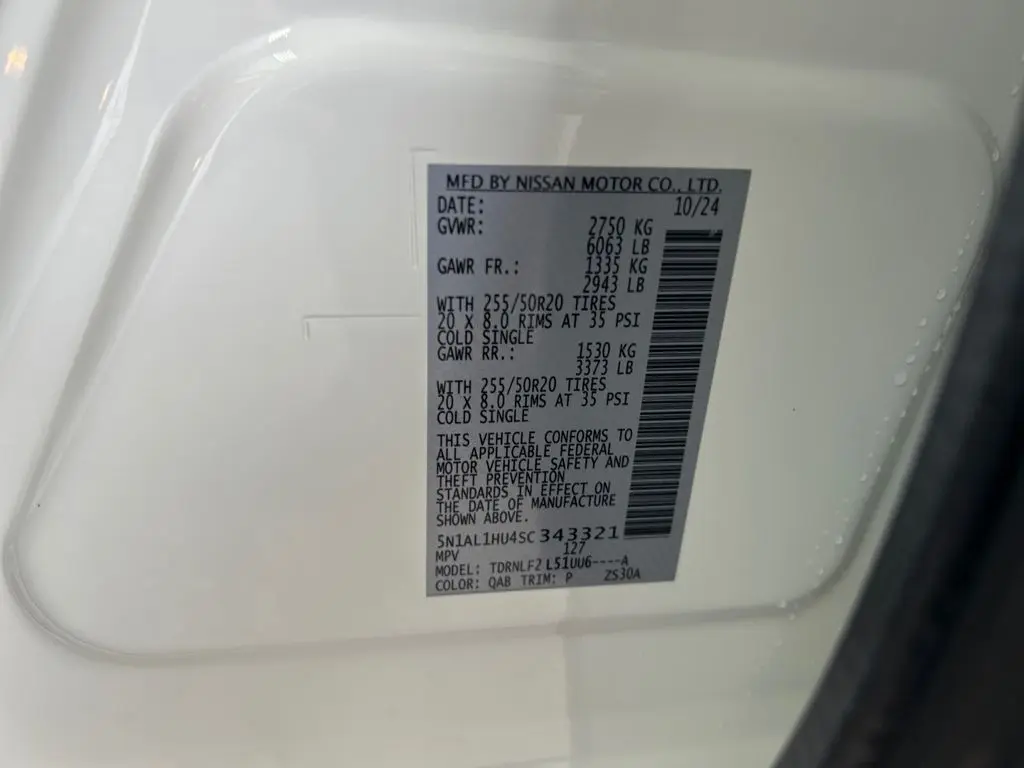 MFD BY NISSAN MOTOR CO., LTD.
DATE: 10/24
GVWR: 2750 KG
6063 LB
GAWR FR.: 1335 KG
2943 LB
WITH 255/50R20 TIRES
20 X 8.0 RIMS AT 35 PSI
COLD SINGLE
GAWR RR.: 1530 KG
3373 LB
WITH 255/50R20 TIRES
20 X 8.0 RIMS AT 35 PSI
COLD SINGLE
THIS VEHICLE CONFORMS TO
ALL APPLICABLE FEDERAL
MOTOR VEHICLE SAFETY AND
THEFT PREVENTION
STANDARDS IN EFFECT ON
THE DATE OF MANUFACTURE
SHOWN ABOVE.
5N1AL1HU4SC343321
MPV 127
MODEL: TDRNLF2 L51UU6----A
COLOR: QAB TRIM: P ZS30A